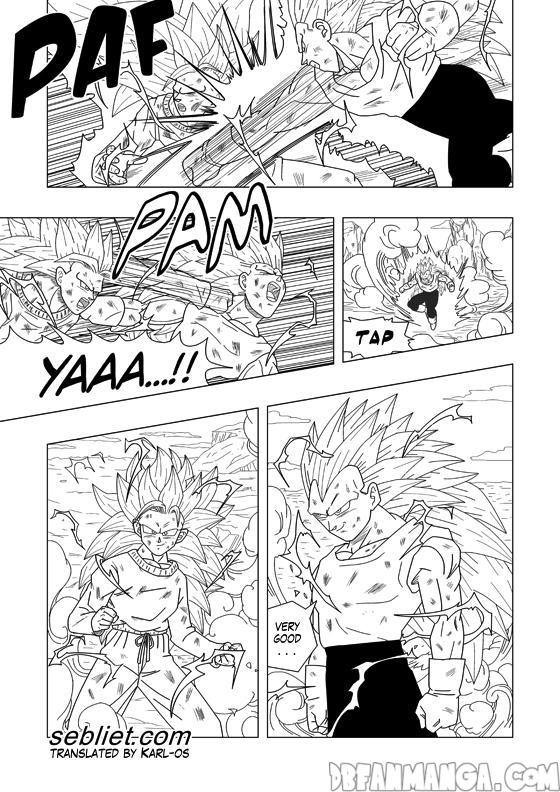 PAF
PAM
YAAA...!!
TAP
VERY
GOOD
...
sebliet.com
TRANSLATED BY KARL-OS
DBFANMANGA.COM